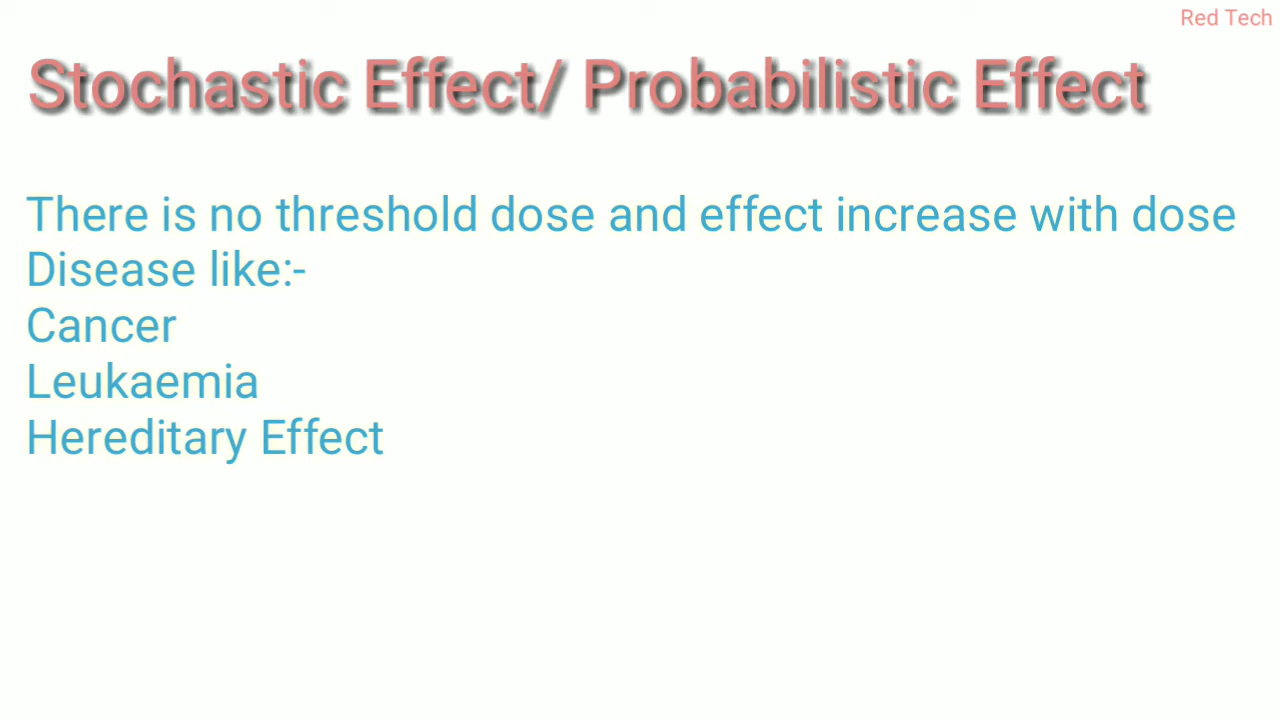 Red Tech
Stochastic Effect/ Probabilistic Effect
There is no threshold dose and effect increase with dose
Disease like:-
Cancer
Leukaemia
Hereditary Effect